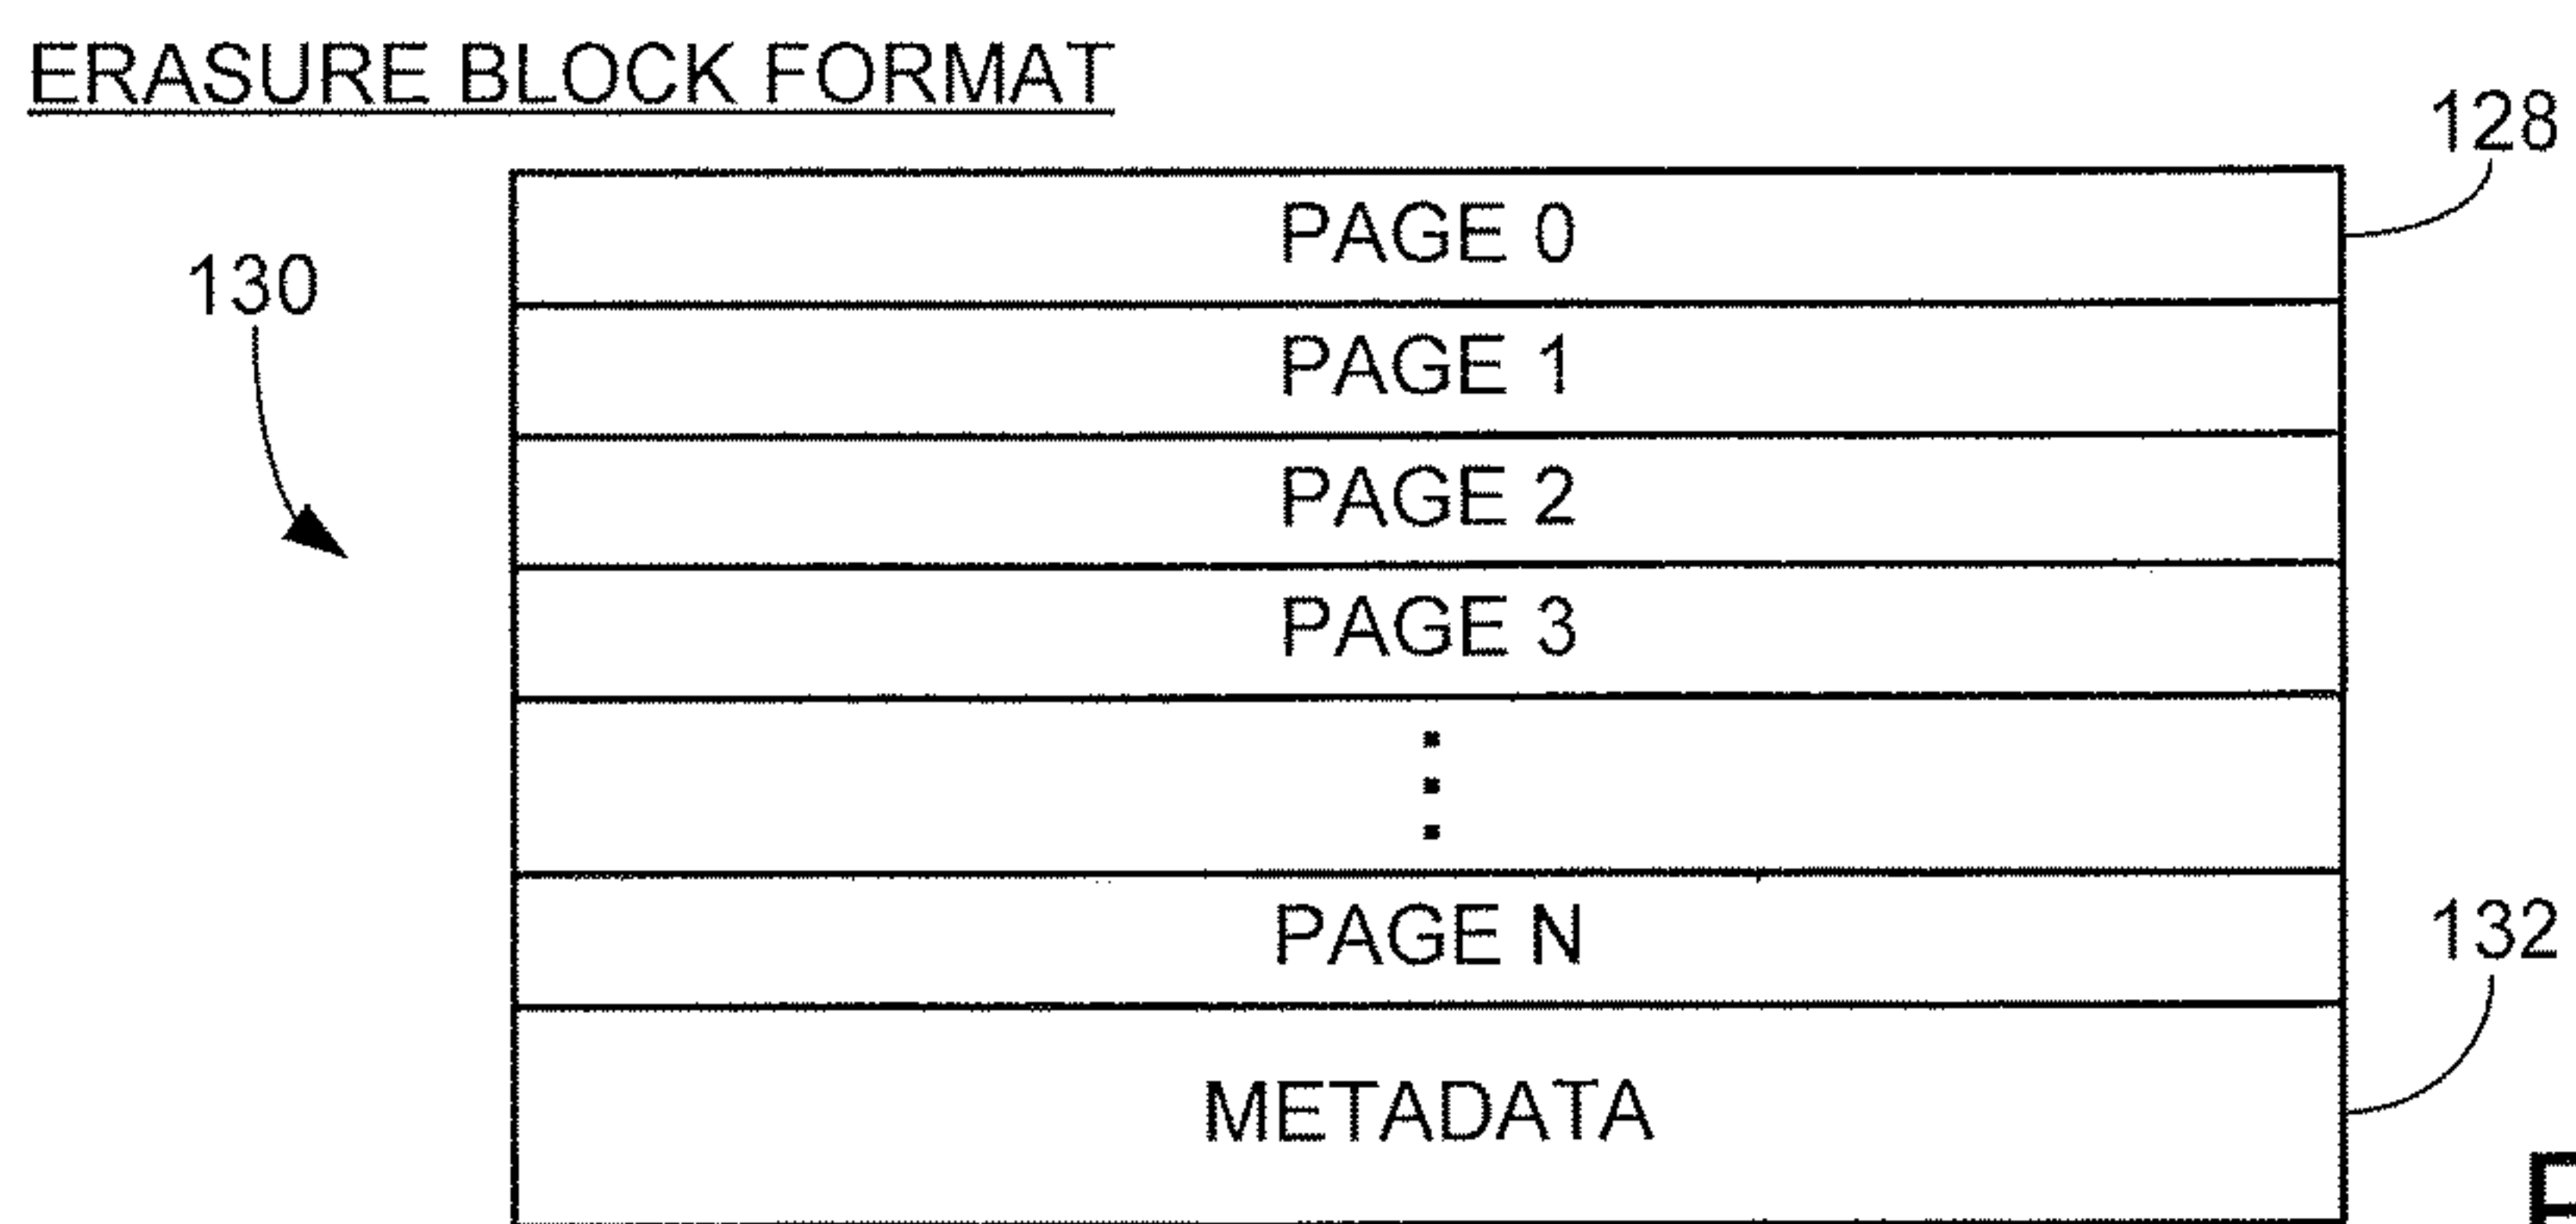 ERASURE BLOCK FORMAT
128
PAGE 0
130
PAGE 1
PAGE 2
PAGE 3
PAGE N
132
METADATA